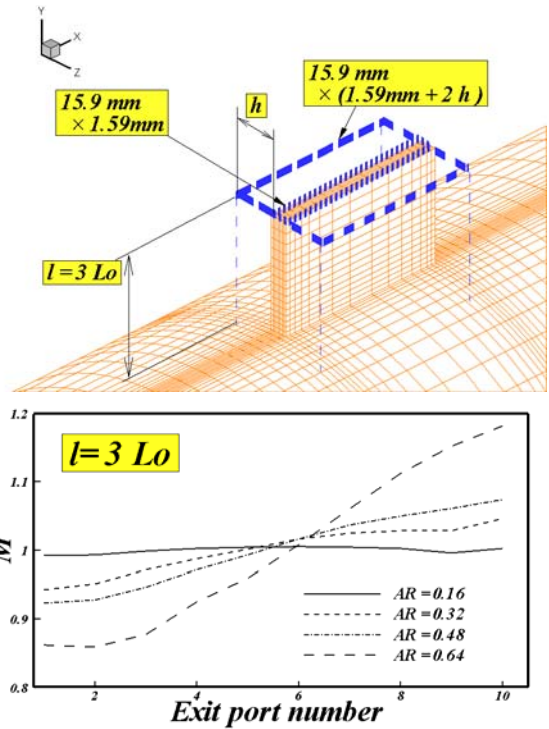 Y
X
Z
15.9 mm
× 1.59mm
h
15.9 mm
× (1.59mm + 2 h )
l = 3 Lo
1.2
l= 3 Lo
1.1
M
1
0.9
0.8
AR = 0.16
AR = 0.32
AR = 0.48
AR = 0.64
2
4
6
8
10
Exit port number